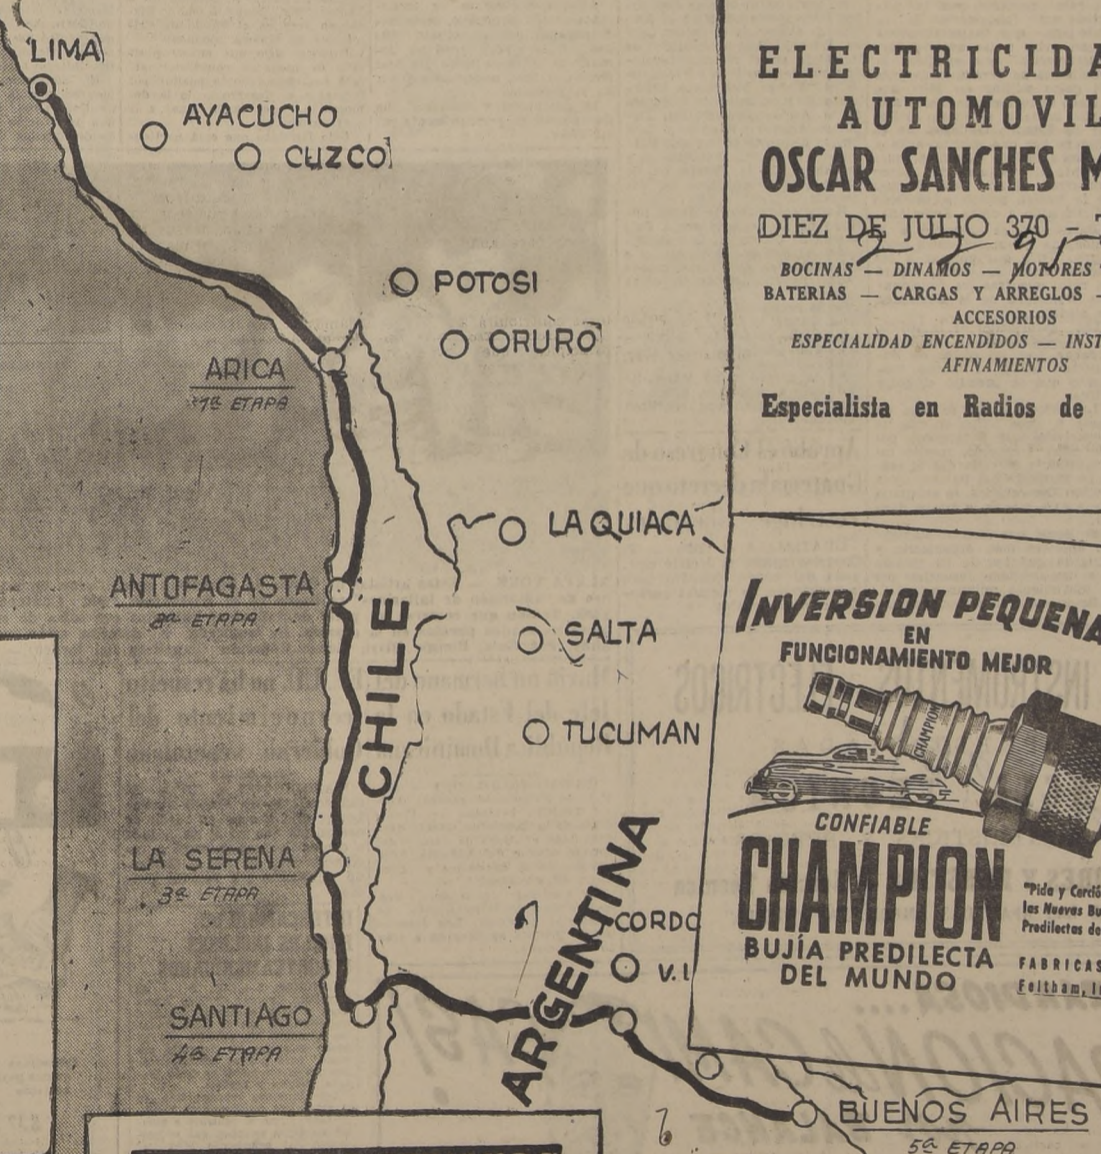 LIMA
AYACUCHO
CUZCO
POTOSI
ORURO
ARICA
1ª ETAPA
LA QUIACA
ANTOFAGASTA
2ª ETAPA
CHILE
SALTA
TUCUMAN
LA SERENA
3ª ETAPA
ARGENTINA
CORDO
V.
SANTIAGO
4ª ETAPA
BUENOS AIRES
5ª ETAPA
ELECTRICIDA
AUTOMOVIL
OSCAR SANCHES M
DIEZ DE JULIO 370 —
BOCINAS — DINAMOS — MOTORES
BATERIAS — CARGAS Y ARREGLOS —
ACCESORIOS
ESPECIALIDAD ENCENDIDOS — INST
AFINAMIENTOS
Especialista en Radios de
INVERSION PEQUEÑA
EN
FUNCIONAMIENTO MEJOR
CHAMPION
CONFIABLE
CHAMPION
BUJÍA PREDILECTA
DEL MUNDO
"Pida y
las Nuevas Bu
Predilectas de
FABRICAS
Feltham, I